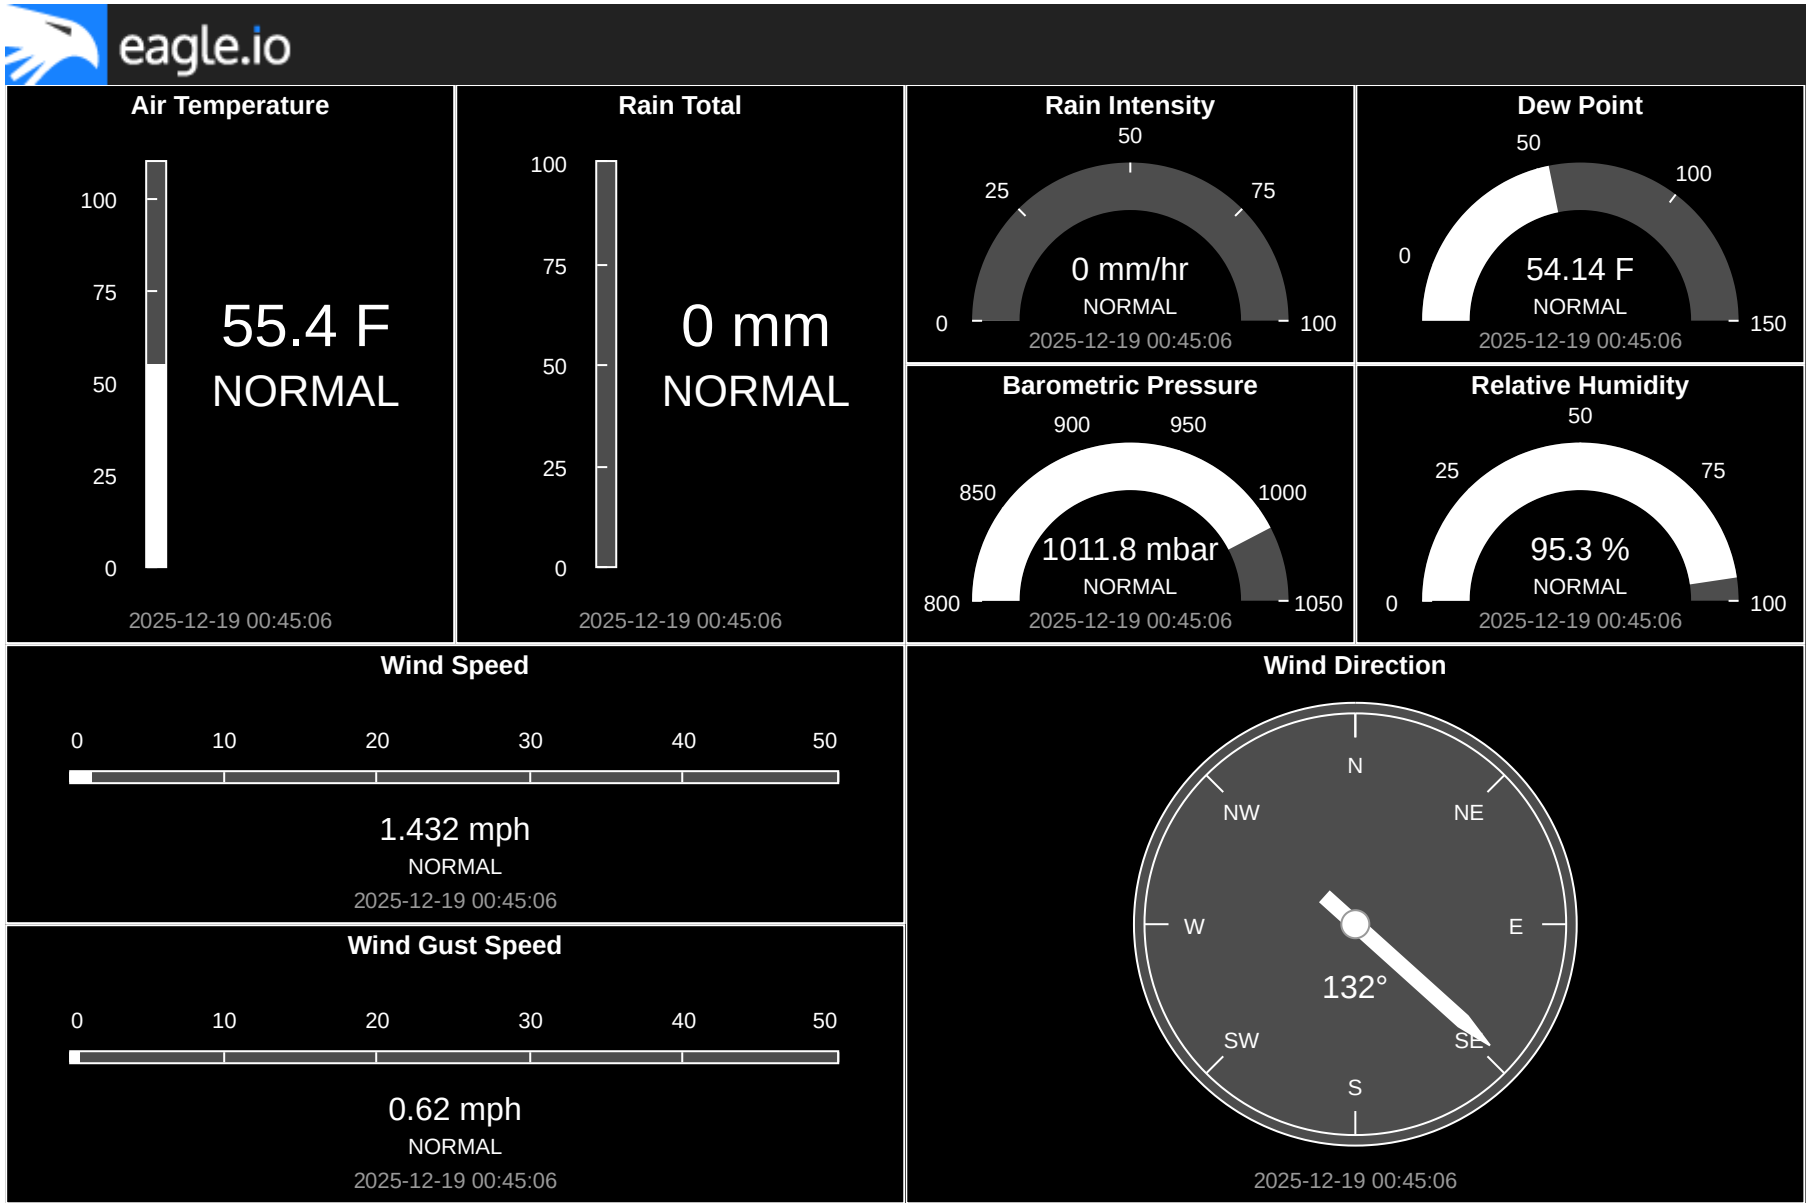 eagle.io
Air Temperature
100
75
50
25
0
55.4 F
NORMAL
2025-12-19 00:45:06
Rain Total
100
75
50
25
0
0 mm
NORMAL
2025-12-19 00:45:06
Rain Intensity
50
25
75
0
100
0 mm/hr
NORMAL
2025-12-19 00:45:06
Dew Point
50
100
0
150
54.14 F
NORMAL
2025-12-19 00:45:06
Barometric Pressure
900
950
850
1000
800
1050
1011.8 mbar
NORMAL
2025-12-19 00:45:06
Relative Humidity
50
25
75
0
100
95.3 %
NORMAL
2025-12-19 00:45:06
Wind Speed
0 10 20 30 40 50
1.432 mph
NORMAL
2025-12-19 00:45:06
Wind Gust Speed
0 10 20 30 40 50
0.62 mph
NORMAL
2025-12-19 00:45:06
Wind Direction
N
NW NE
W E
132°
SW SE
S
2025-12-19 00:45:06